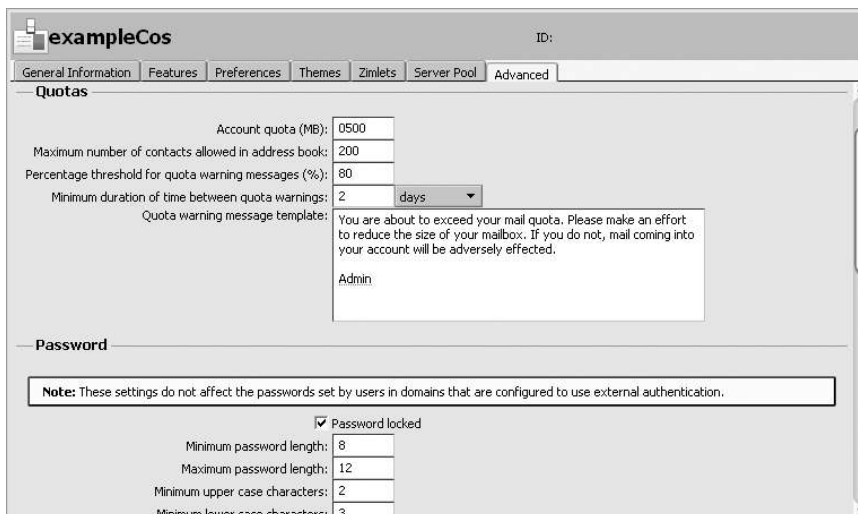 exampleCos ID:
General Information Features Preferences Themes Zimlets Server Pool Advanced
Quotas
Account quota (MB): 0500
Maximum number of contacts allowed in address book: 200
Percentage threshold for quota warning messages (%): 80
Minimum duration of time between quota warnings: 2 days
Quota warning message template: You are about to exceed your mail quota. Please make an effort
to reduce the size of your mailbox. If you do not, mail coming into
your account will be adversely effected.
Admin
Password
Note: These settings do not affect the passwords set by users in domains that are configured to use external authentication.
Password locked
Minimum password length: 8
Maximum password length: 12
Minimum upper case characters: 2
Minimum lower case characters: 3